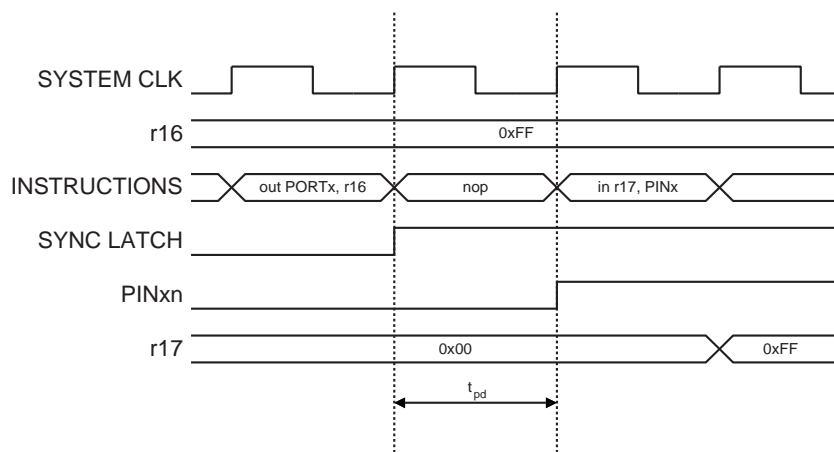 SYSTEM CLK
r16
0xFF
INSTRUCTIONS
out PORTx, r16
nop
in r17, PINx
SYNC LATCH
PINxn
r17
0x00
0xFF
tpd